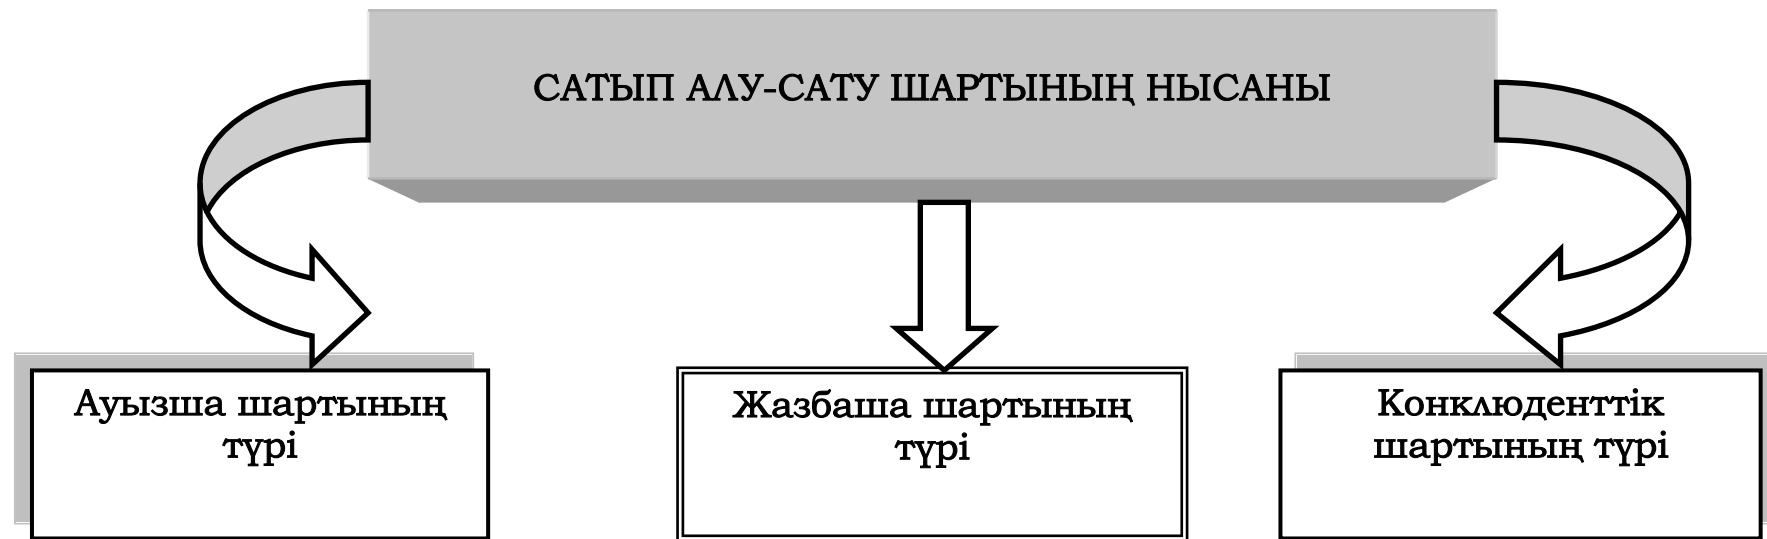 САТЫП АЛУ-САТУ ШАРТЫНЫҢ НЫСАНЫ
Ауызша шартының
түрі
Жазбаша шартының
түрі
Конклюденттік
шартының түрі